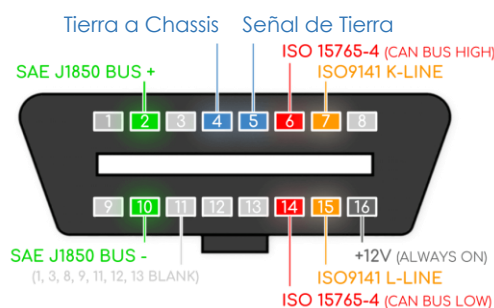 Tierra a Chassis Señal de Tierra
ISO 15765-4 (CAN BUS HIGH)
SAE J1850 BUS + ISO9141 K-LINE
1 2 3 4 5 6 7 8
9 10 11 12 13 14 15 16
SAE J1850 BUS - +12V (ALWAYS ON)
(1, 3, 8, 9, 11, 12, 13 BLANK) ISO9141 L-LINE
ISO 15765-4 (CAN BUS LOW)